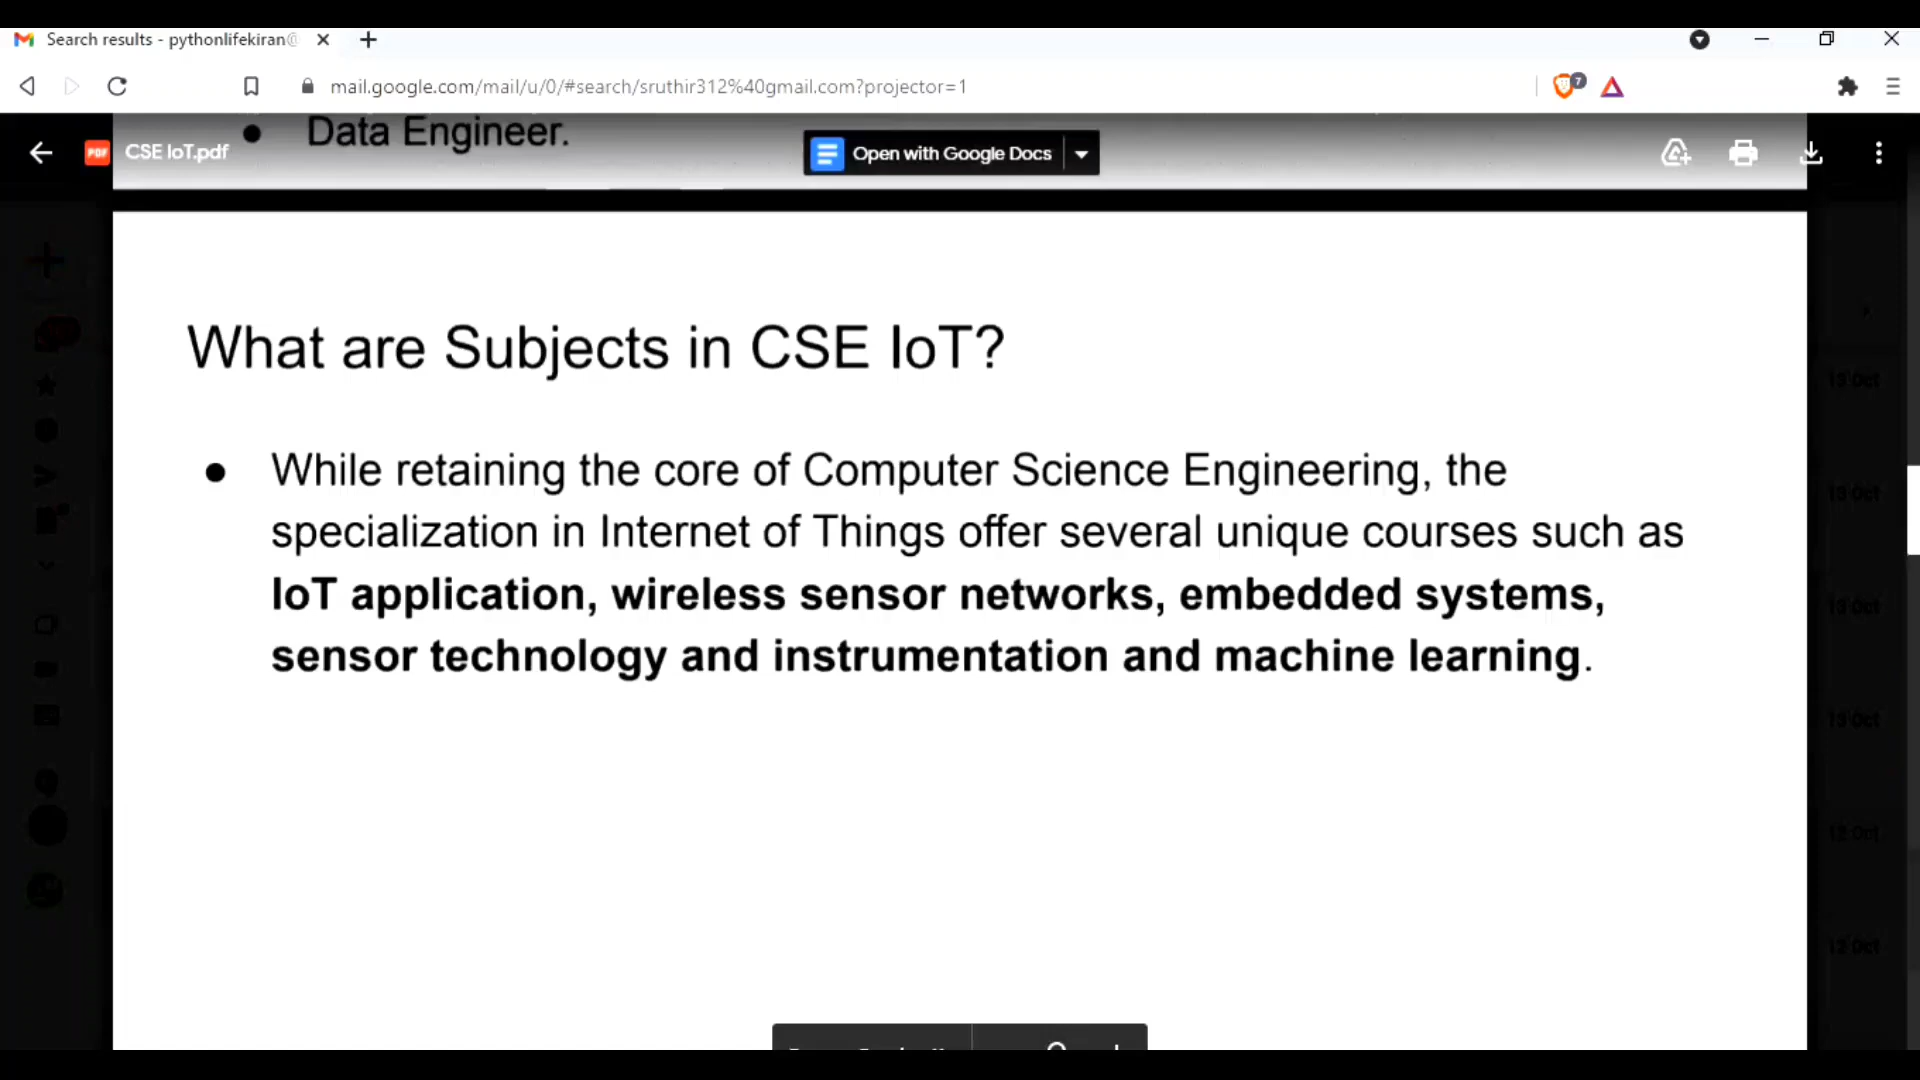 Search results - pythonlifekiran@
mail.google.com/mail/u/0/#search/sruthir312%40gmail.com?projector=1
7
Data Engineer.
PDF
CSE IoT.pdf
Open with Google Docs
What are Subjects in CSE IoT?
● While retaining the core of Computer Science Engineering, the
specialization in Internet of Things offer several unique courses such as
IoT application, wireless sensor networks, embedded systems,
sensor technology and instrumentation and machine learning.